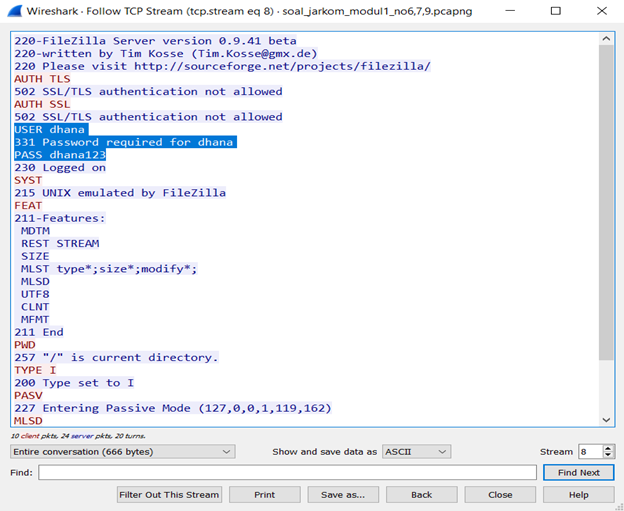 Wireshark · Follow TCP Stream (tcp.stream eq 8) · soal_jarkom_modul1_no6,7,9.pcapng
220-FileZilla Server version 0.9.41 beta
220-written by Tim Kosse (Tim.Kosse@gmx.de)
220 Please visit http://sourceforge.net/projects/filezilla/
AUTH TLS
502 SSL/TLS authentication not allowed
AUTH SSL
502 SSL/TLS authentication not allowed
USER dhana
331 Password required for dhana
PASS dhana123
230 Logged on
SYST
215 UNIX emulated by FileZilla
FEAT
211-Features:
MDTM
REST STREAM
SIZE
MLST type*;size*;modify*;
MLSD
UTF8
CLNT
MFMT
211 End
PWD
257 "/" is current directory.
TYPE I
200 Type set to I
PASV
227 Entering Passive Mode (127,0,0,1,119,162)
MLSD
10 client pkts, 24 server pkts, 20 turns.
Entire conversation (666 bytes) Show and save data as ASCII Stream 8
Find: Find Next
Filter Out This Stream Print Save as... Back Close Help